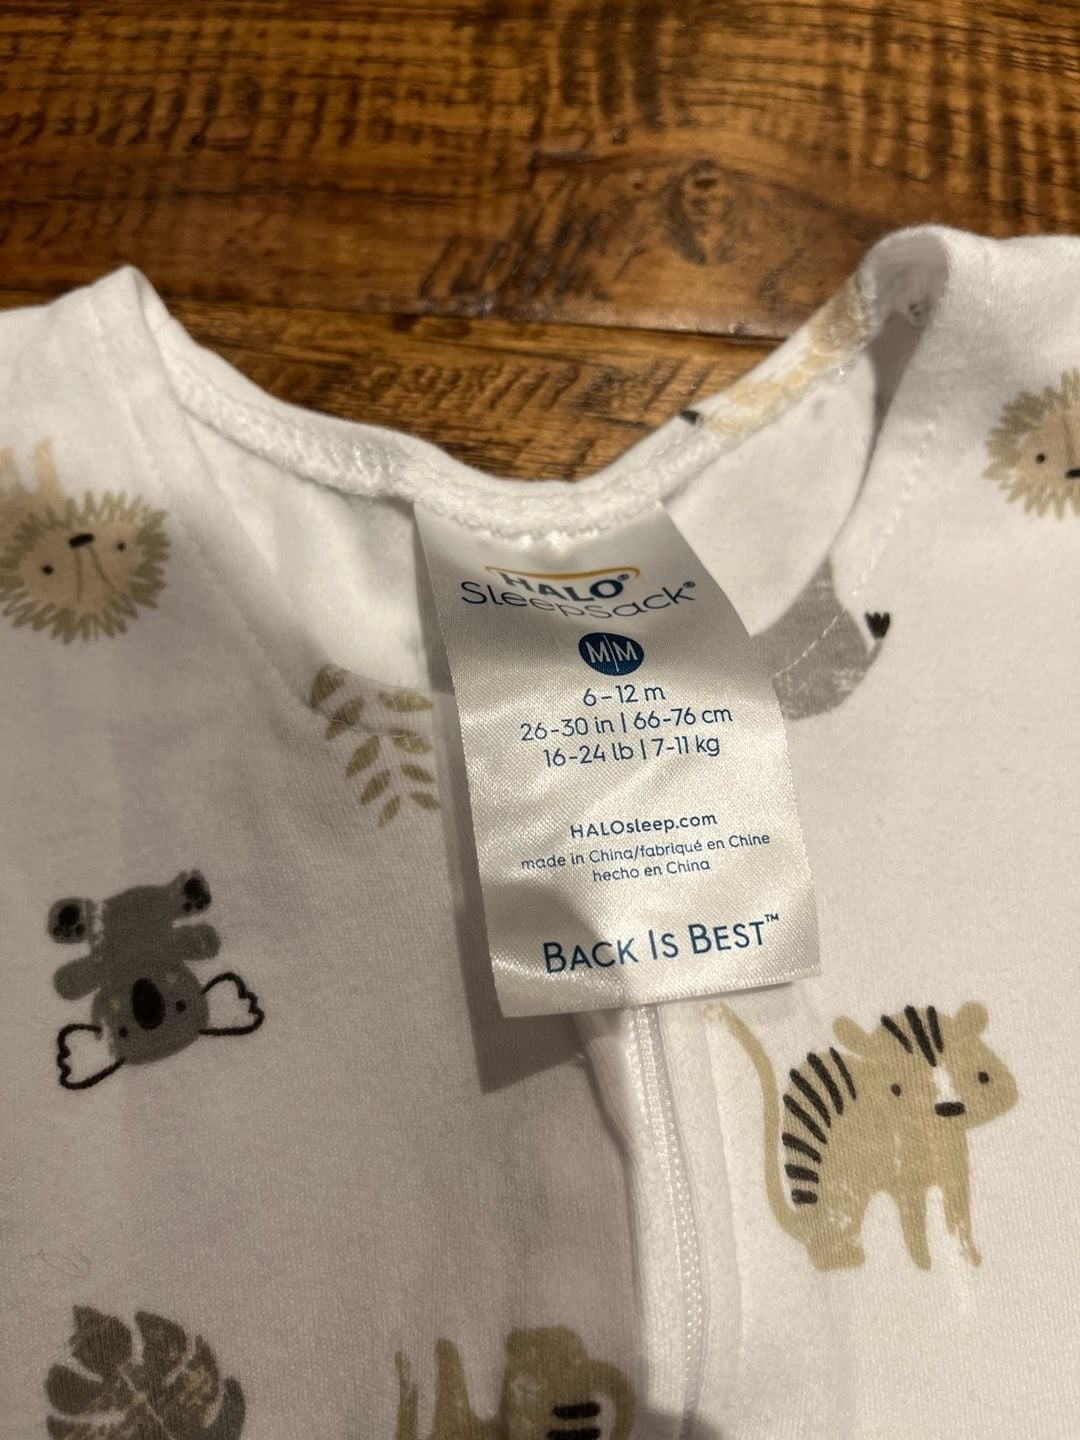 HALO®
SleepSack®
M|M
6-12 m
26-30 in | 66-76 cm
16-24 lb | 7-11 kg
HALOsleep.com
made in China/fabriqué en Chine
hecho en China
BACK IS BEST™